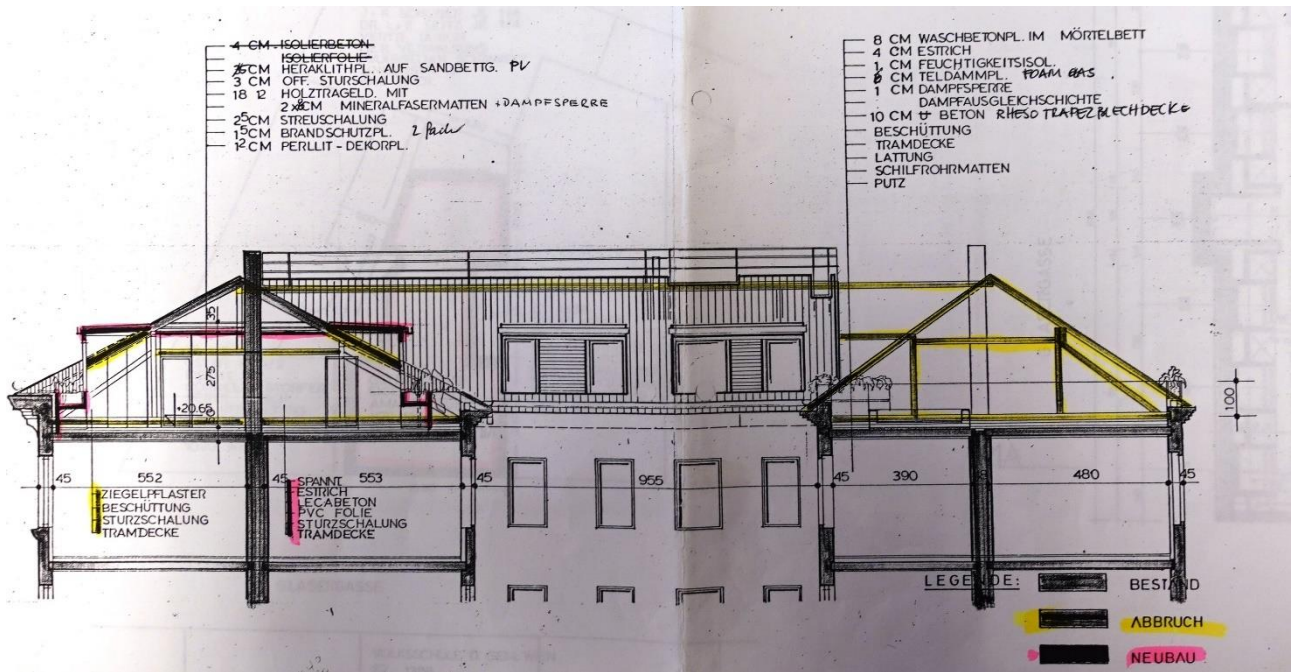 4 CM ISOLIERBETON
ISOLIERFOLIE
CM HERAKLITHPL. AUF SANDBETTG. PV
3 CM OFF. STURSCHALUNG
18 12 HOLZTRAGELD. MIT
2x8CM MINERALFASERMATTEN +DAMPFSPERRE
2⁵CM STREUSCHALUNG
1⁵CM BRANDSCHUTZPL. 2 fach
1²CM PERLLIT - DEKORPL.
8 CM WASCHBETONPL. IM MÖRTELBETT
4 CM ESTRICH
1 CM FEUCHTIGKEITSISOL.
CM TELDÄMMPL. FOAM GAS
1 CM DAMPFSPERRE
DAMPFAUSGLEICHSCHICHTE
10 CM BETON RHESO TRAPEZBLECHDECKE
BESCHÜTTUNG
TRAMDECKE
LATTUNG
SCHILFROHRMATTEN
PUTZ
35
275
+20.65
100
45 552 45 553 45 955 45 390 480 45
ZIEGELPFLASTER
BESCHÜTTUNG
STURZSCHALUNG
TRAMDECKE
SPANNT.
ESTRICH
LECABETON
PVC FOLIE
STURZSCHALUNG
TRAMDECKE
LEGENDE: BESTAND
ABBRUCH
NEUBAU